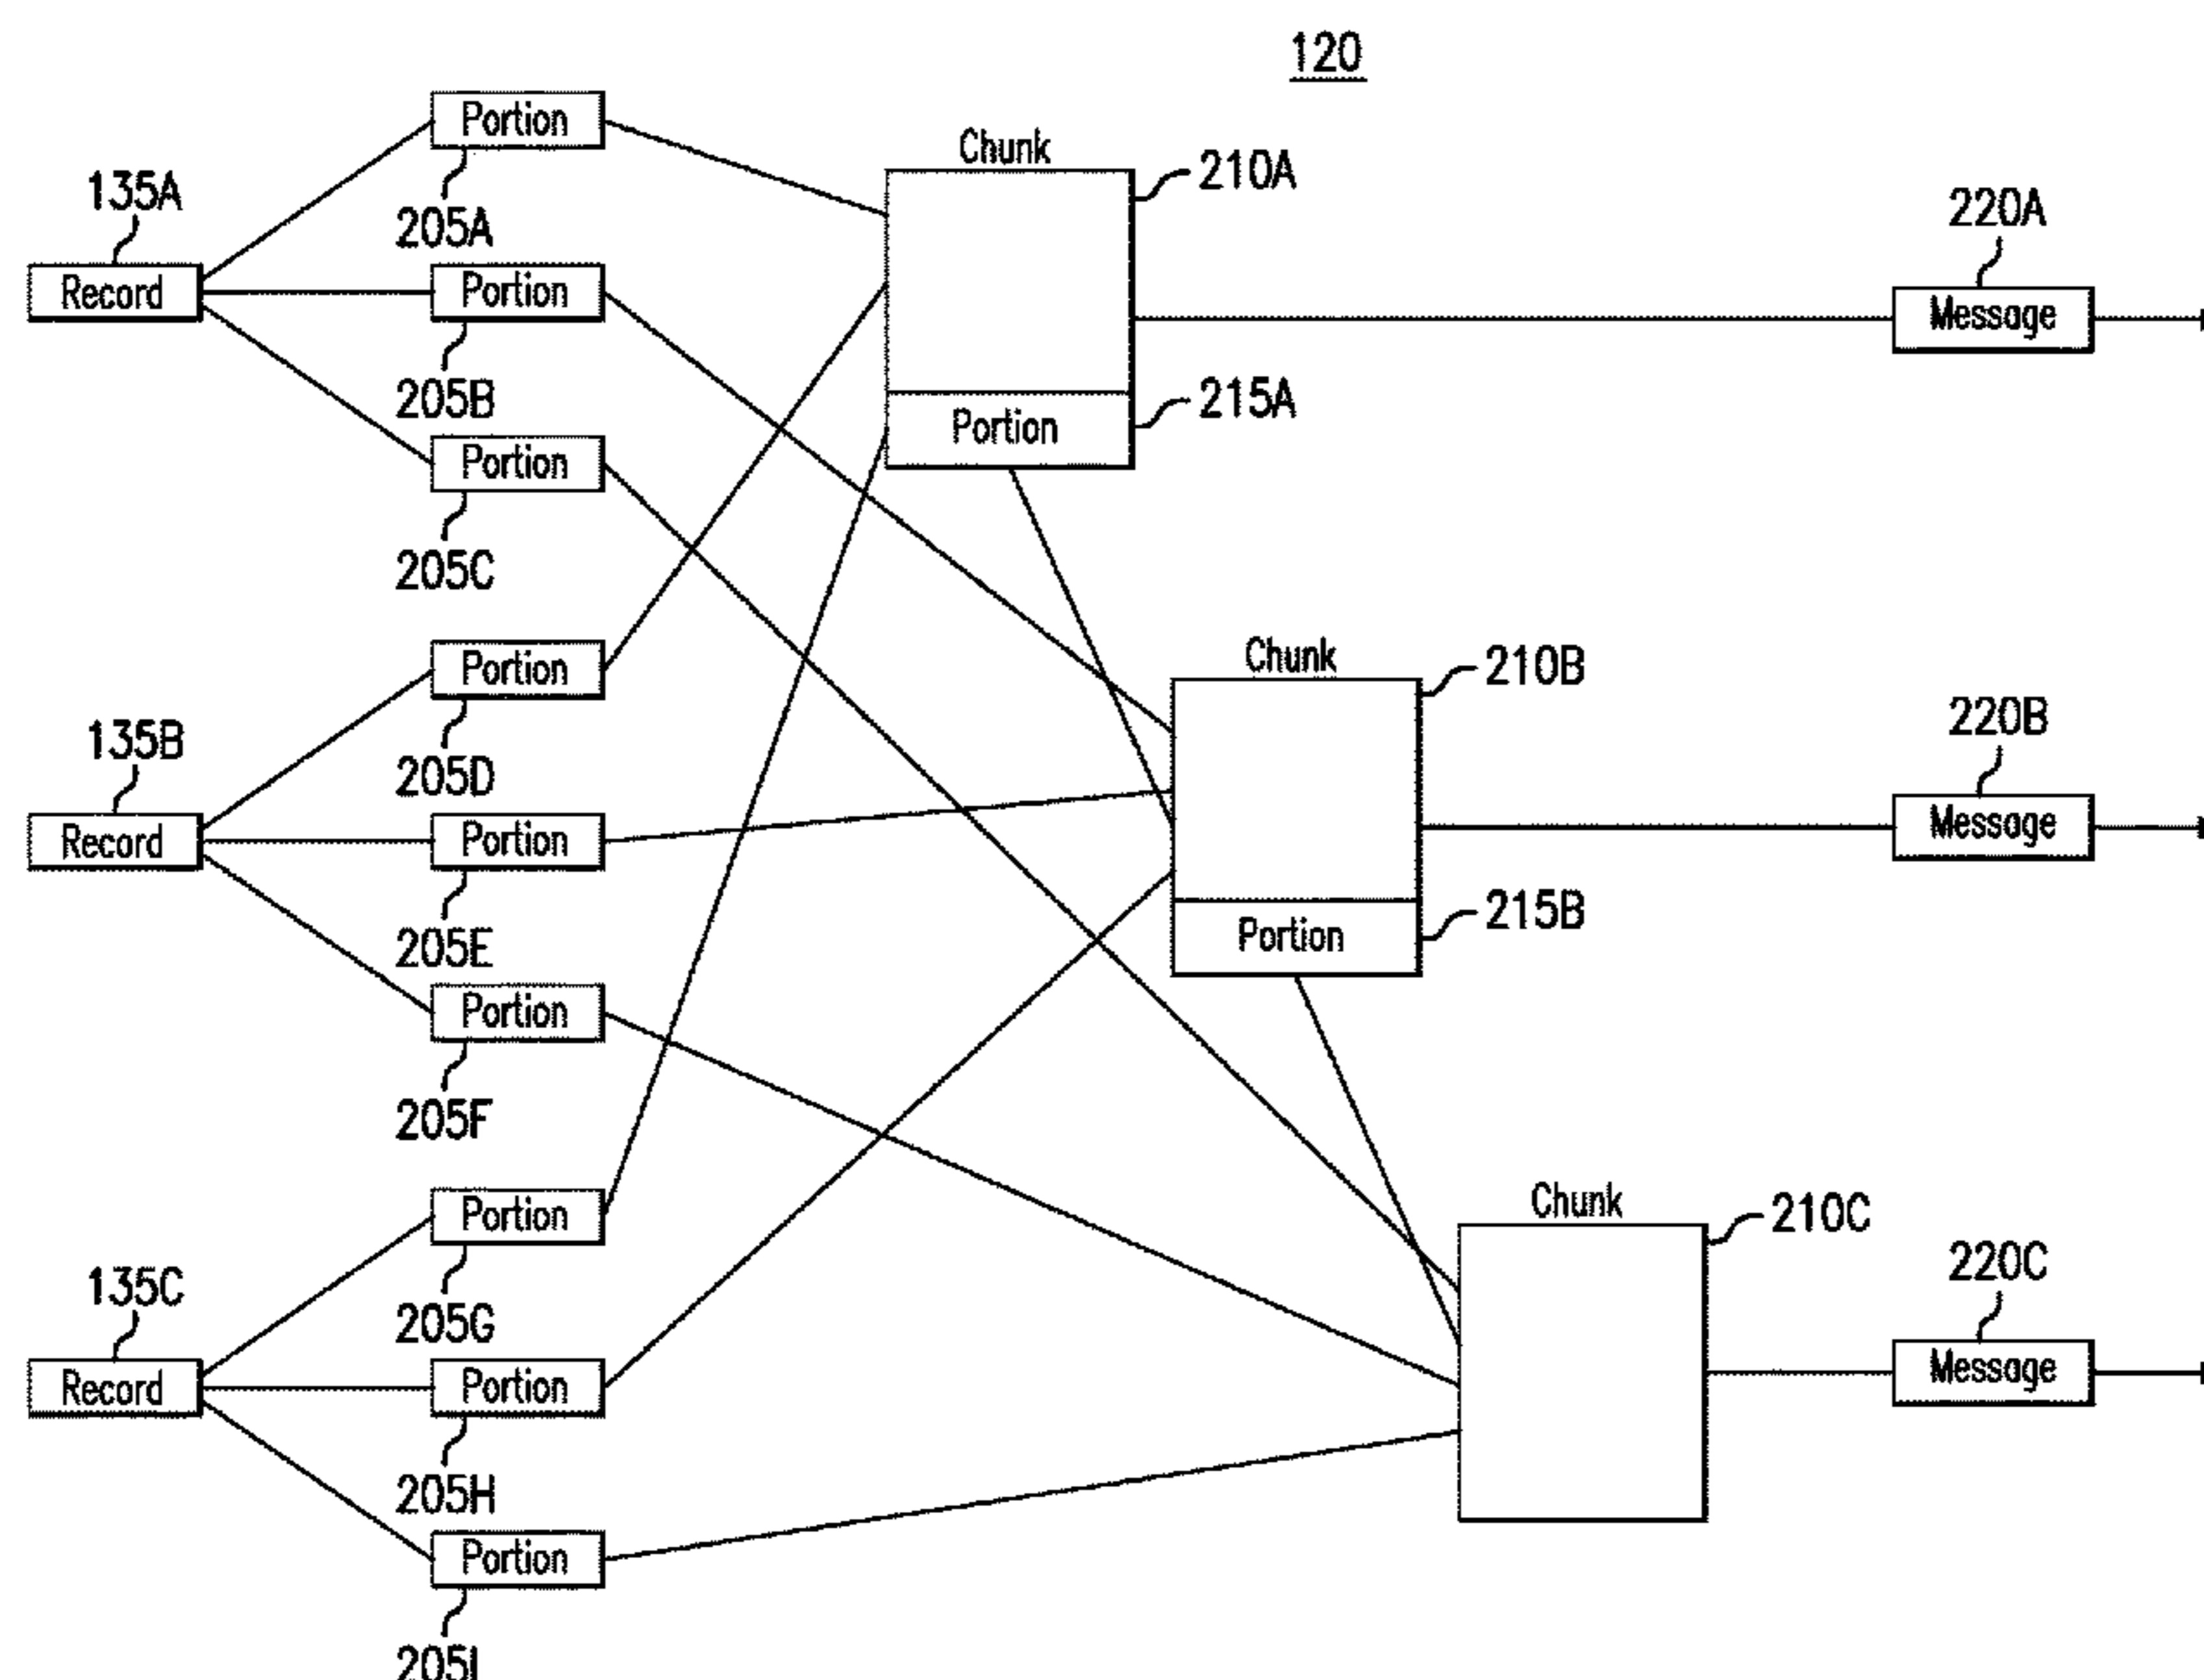 120
Portion
Chunk
210A
135A
205A
220A
Record
Portion
Message
205B
215A
Portion
Portion
205C
Chunk
210B
Portion
135B
205D
220B
Record
Portion
Message
205E
215B
Portion
Portion
205F
Chunk
210C
Portion
135C
205G
220C
Record
Portion
Message
205H
Portion
205I